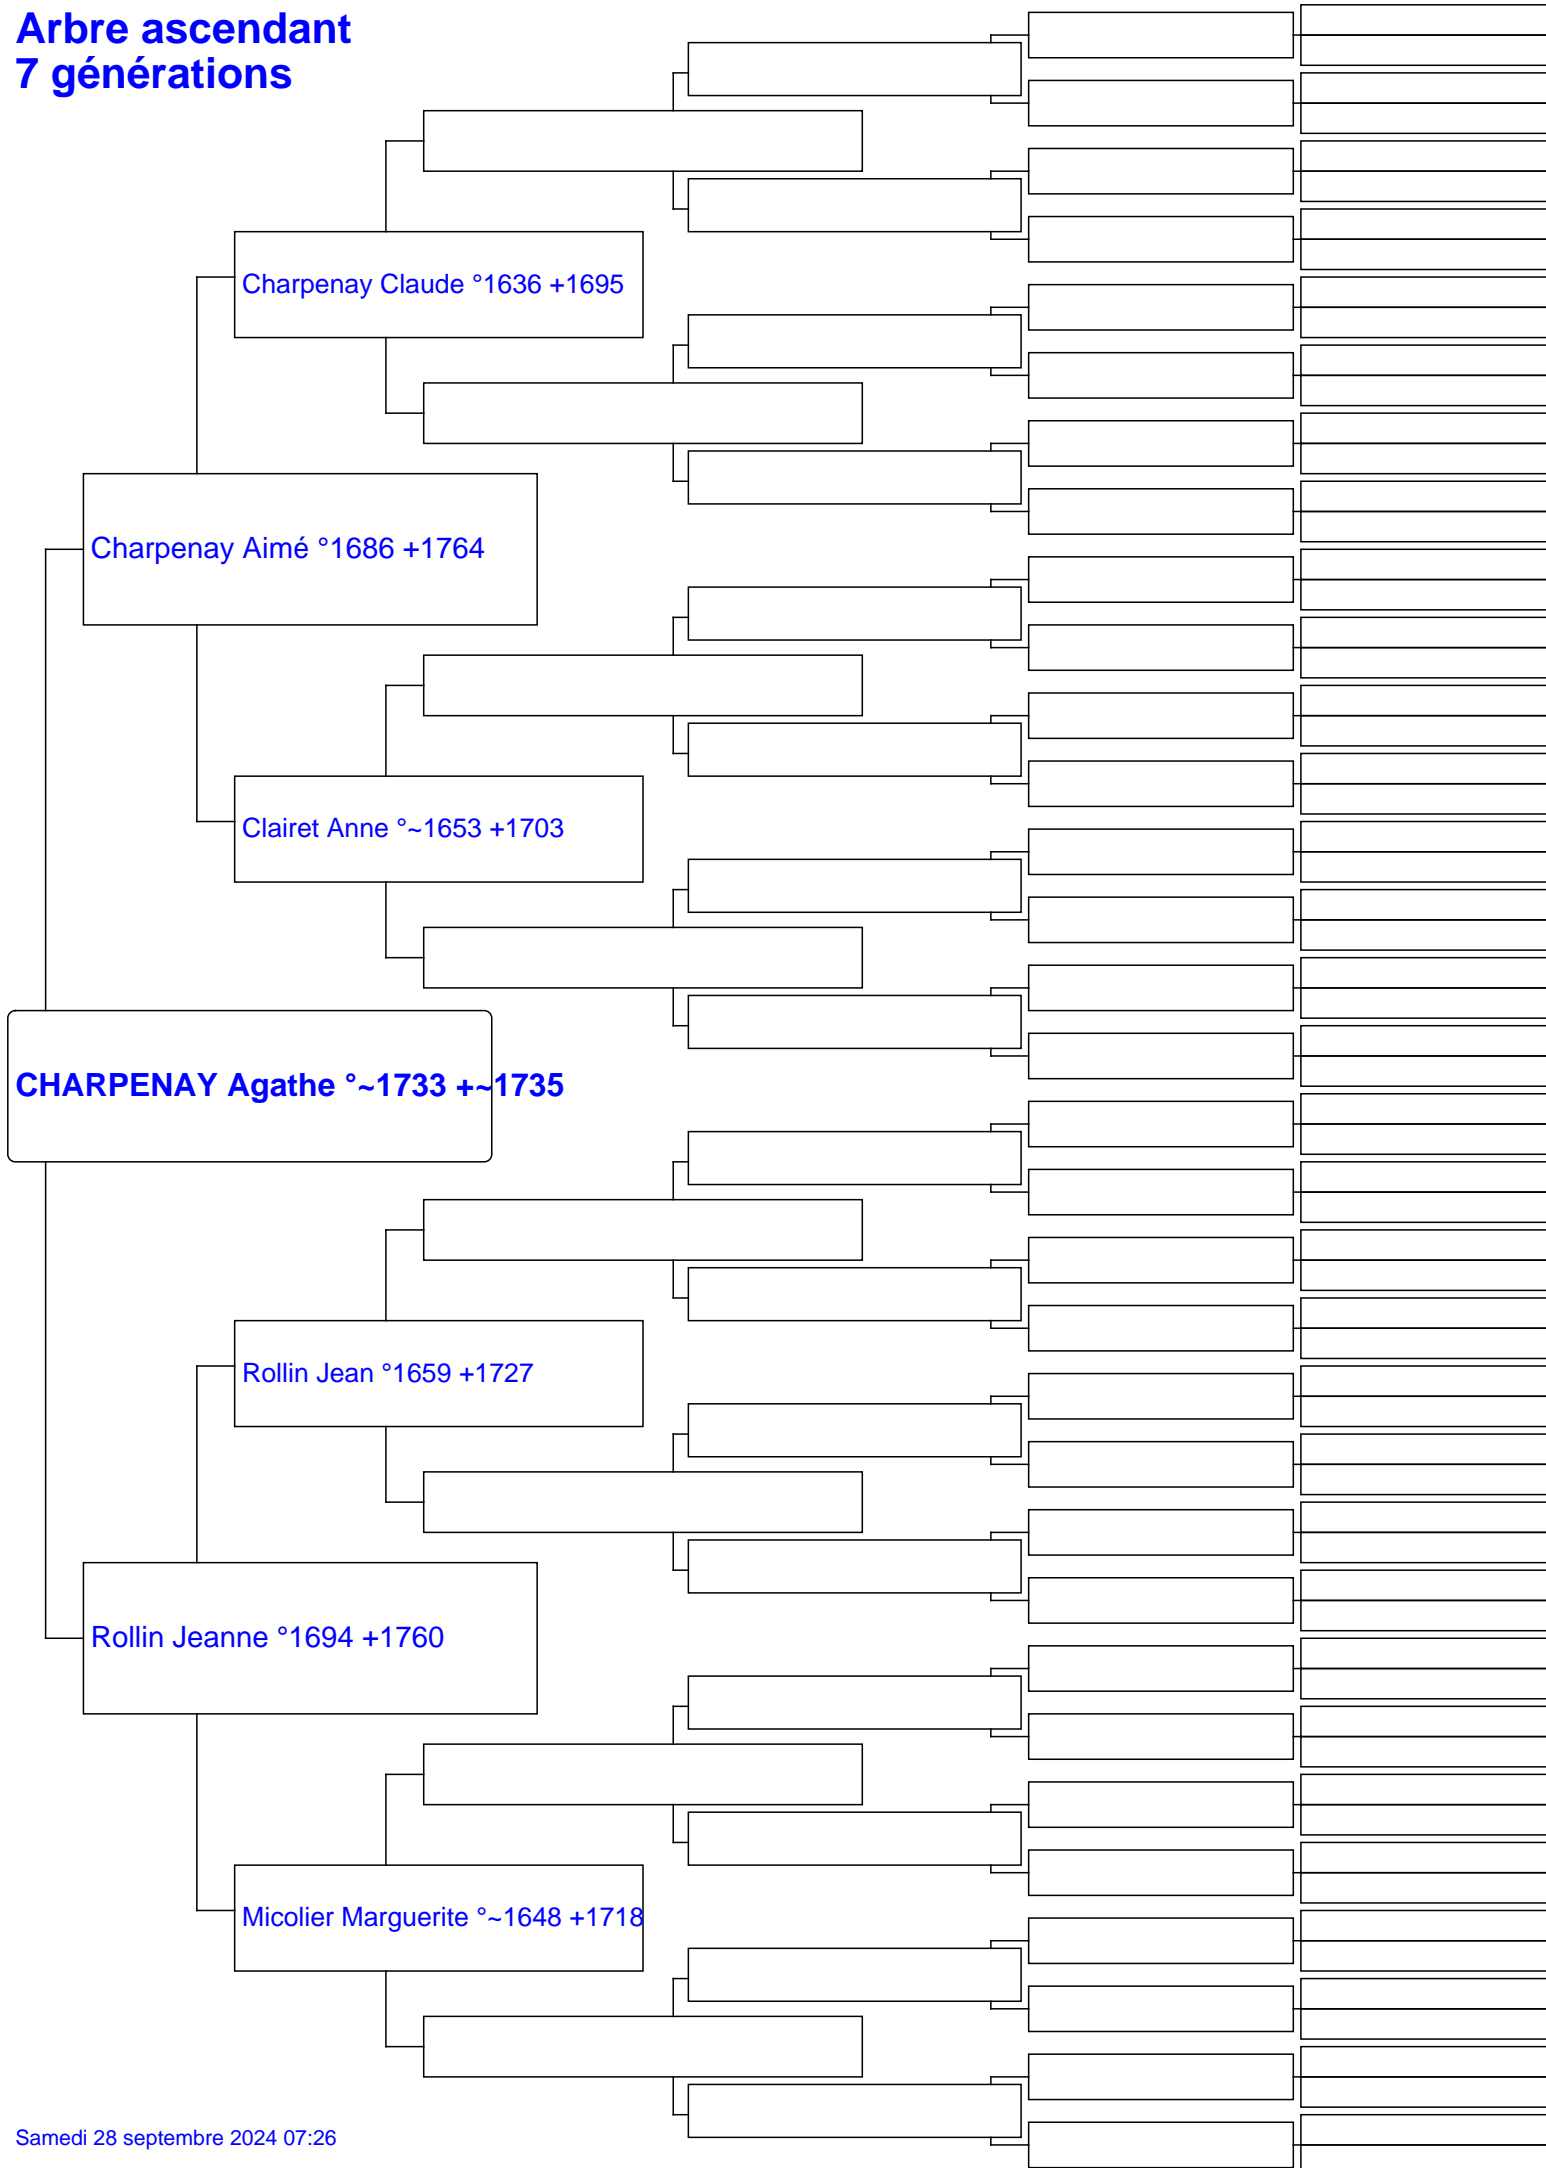 Arbre ascendant
7 générations
Charpenay Claude °1636 +1695
Charpenay Aimé °1686 +1764
Clairet Anne °~1653 +1703
CHARPENAY Agathe °~1733 +~1735
Rollin Jean °1659 +1727
Rollin Jeanne °1694 +1760
Micolier Marguerite °~1648 +1718
Samedi 28 septembre 2024 07:26